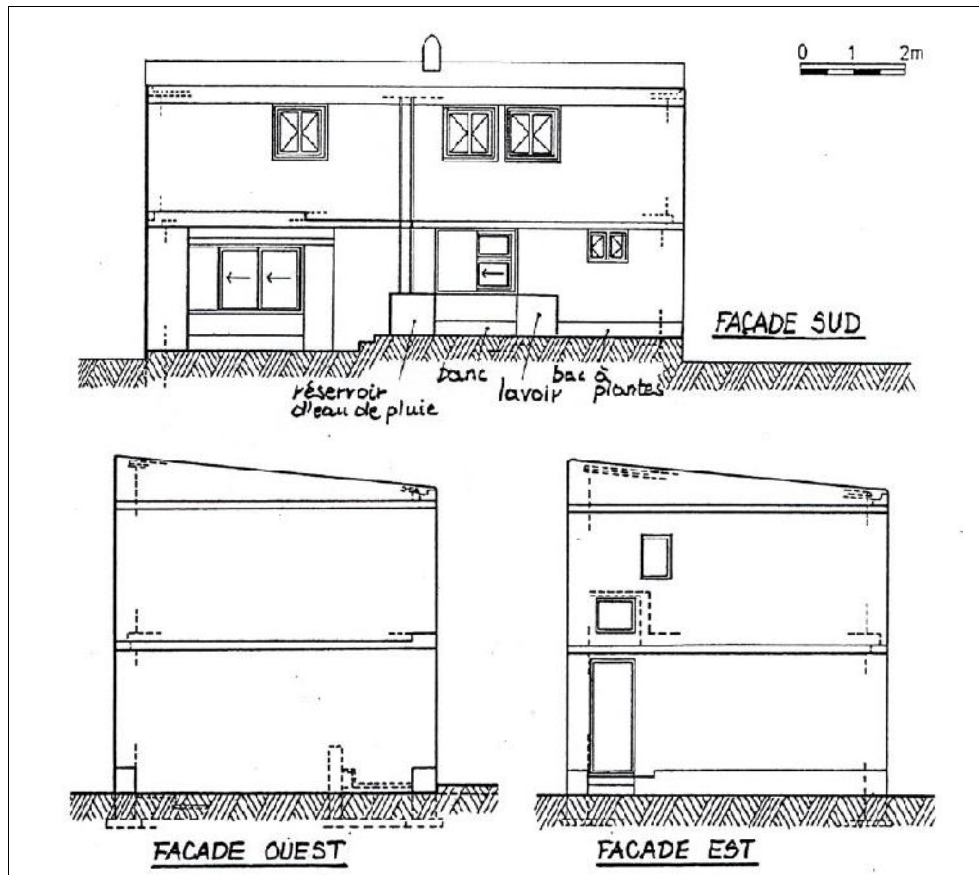 0 1 2m
FAÇADE SUD
réservoir
d'eau de pluie
banc
lavoir
bac à
plantes
FACADE OUEST
FACADE EST